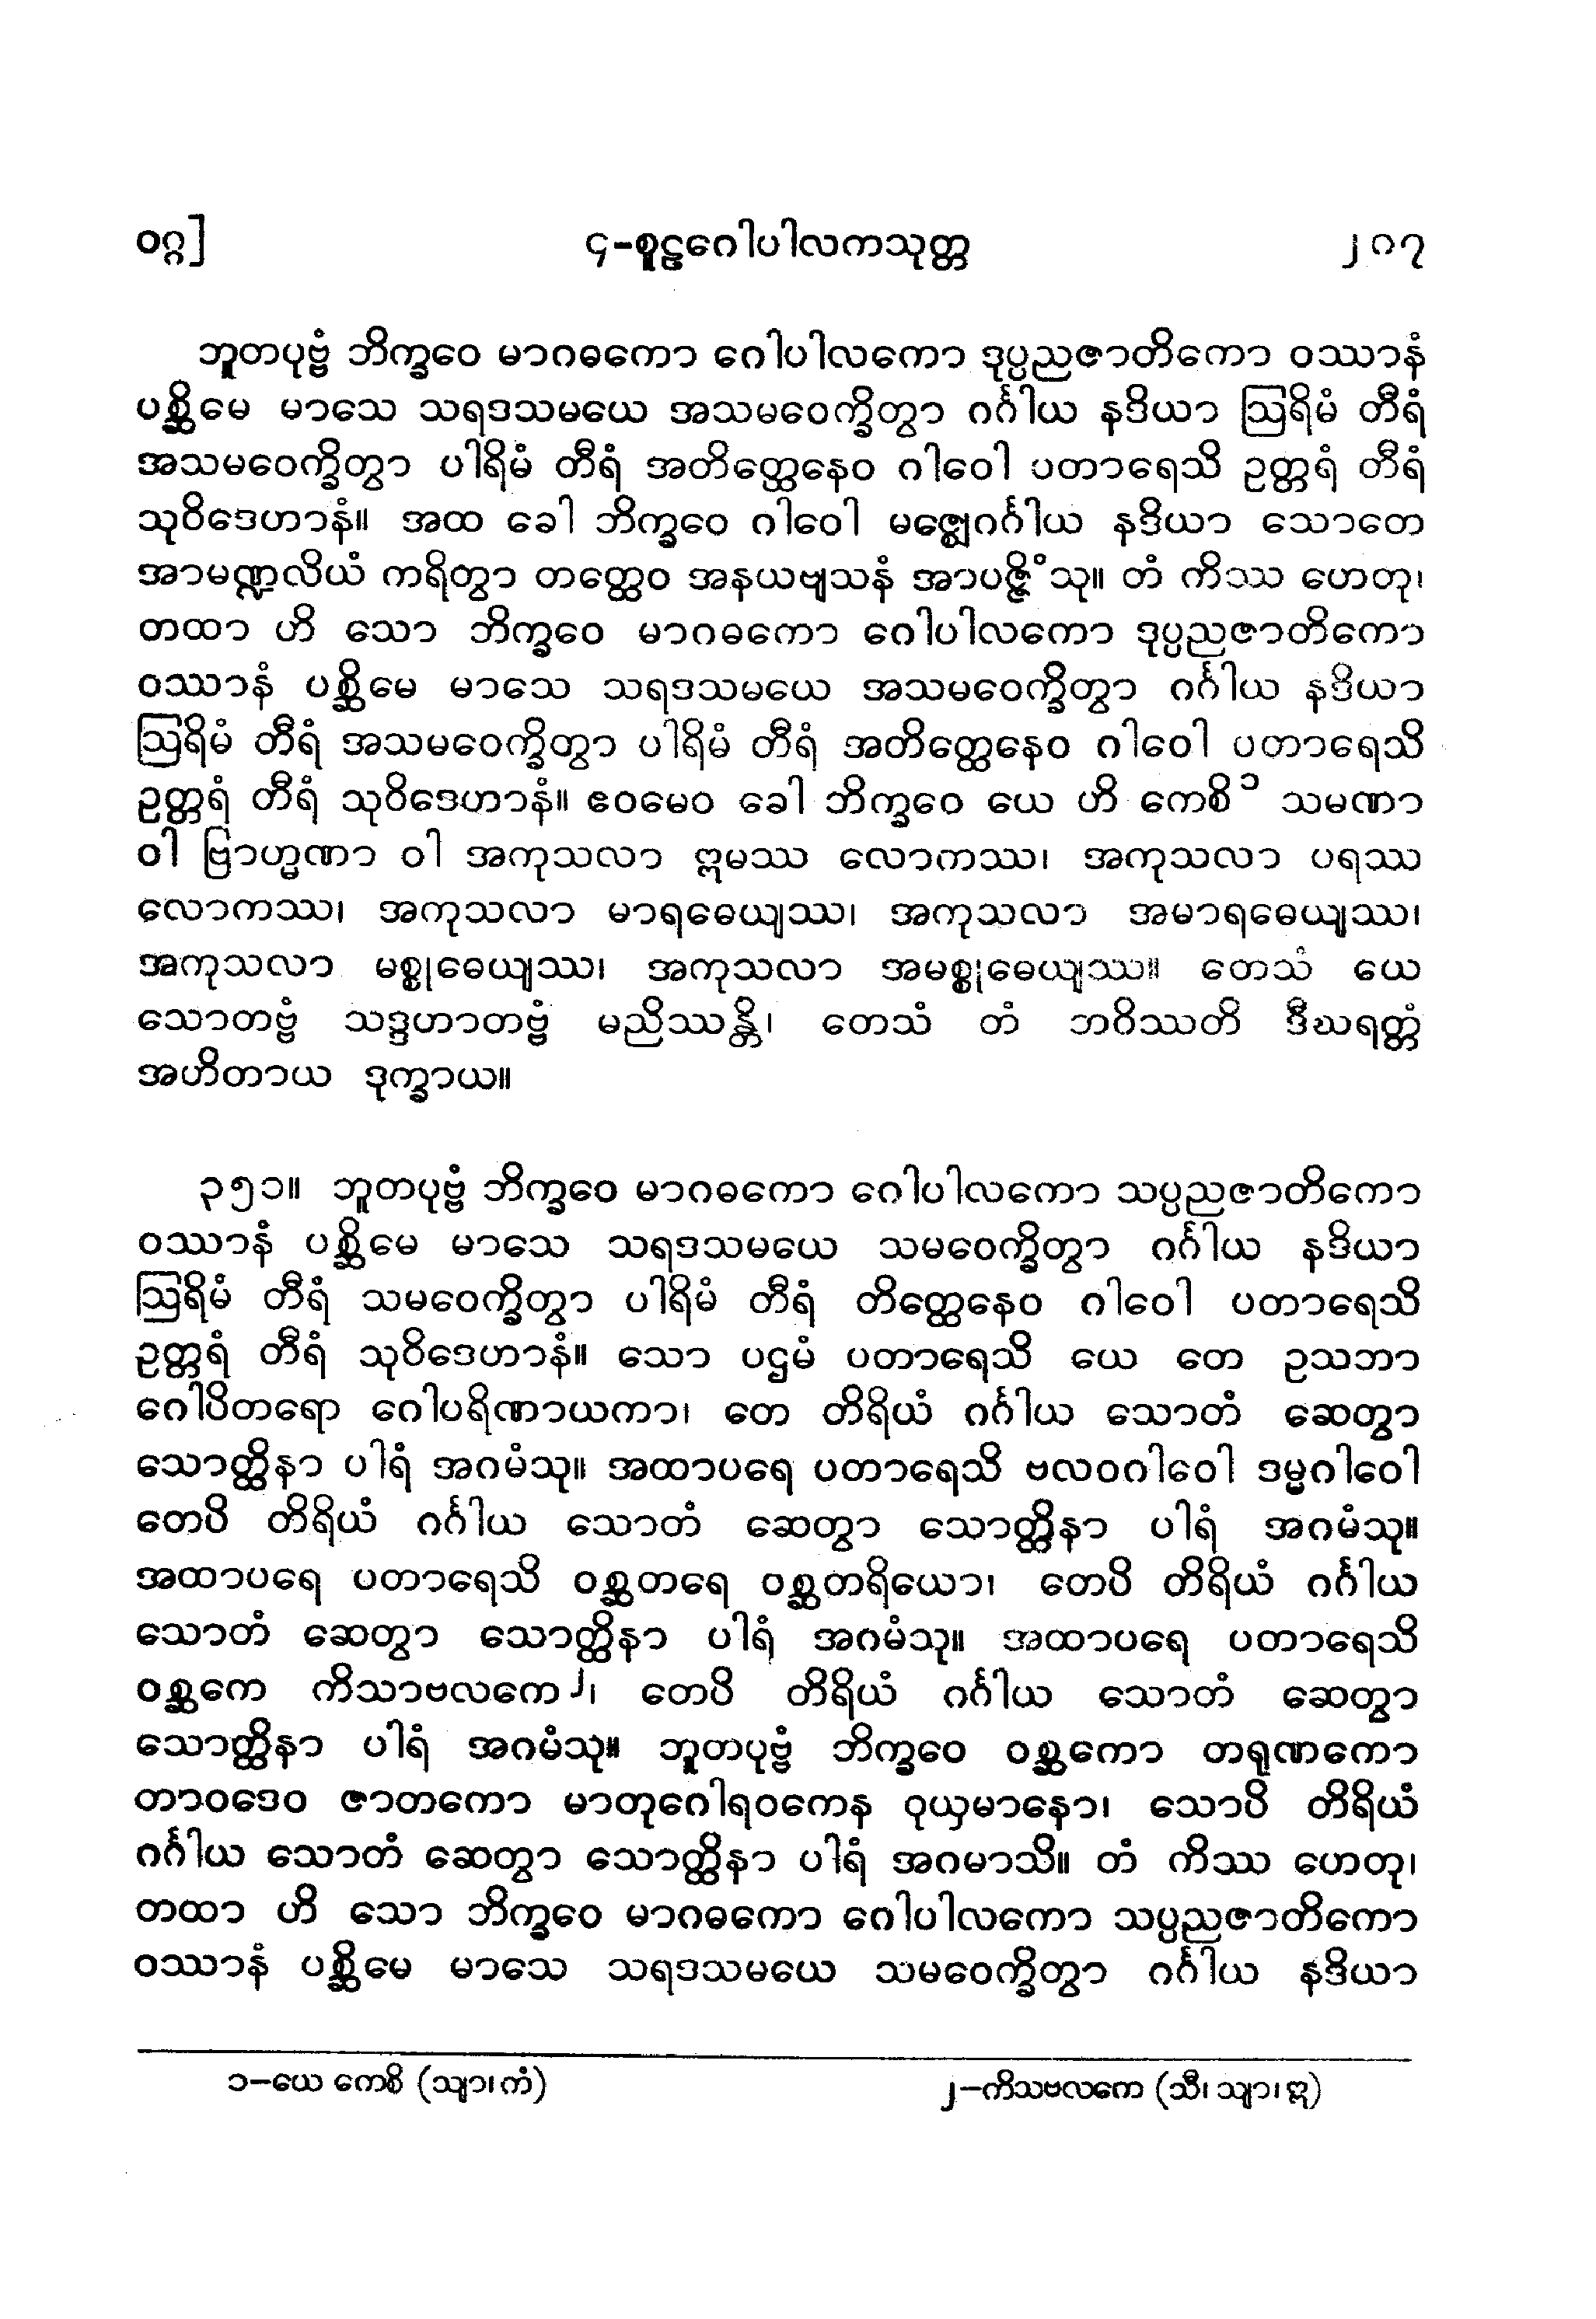 ဝဂ္ဂ]
၄-စူဠဂေါပါလကသုတ္တ
၂၈၇
ဘူတပုဗ္ဗံ ဘိက္ခဝေ မာဂဓကော ဂေါပါလကော ဒုပ္ပညဇာတိကော ဝဿာနံ
ပစ္ဆိမေ မာသေ သရဒသမယေ အသမဝေက္ခိတွာ ဂင်္ဂါယ နဒိယာ ဩရိမံ တီရံ
အသမဝေက္ခိတွာ ပါရိမံ တီရံ အတိတ္ထေနေဝ ဂါဝေါ ပတာရေသိ ဥတ္တရံ တီရံ
သုဝိဒေဟာနံ။ အထ ခေါ ဘိက္ခဝေ ဂါဝေါ မဇ္ဈေဂင်္ဂါယ နဒိယာ သောတေ
အာမဏ္ဍလိယံ ကရိတွာ တတ္ထေဝ အနယဗျသနံ အာပဇ္ဇိံသု။ တံ ကိဿ ဟေတု၊
တထာ ဟိ သော ဘိက္ခဝေ မာဂဓကော ဂေါပါလကော ဒုပ္ပညဇာတိကော
ဝဿာနံ ပစ္ဆိမေ မာသေ သရဒသမယေ အသမဝေက္ခိတွာ ဂင်္ဂါယ နဒိယာ
ဩရိမံ တီရံ အသမဝေက္ခိတွာ ပါရိမံ တီရံ အတိတ္ထေနေဝ ဂါဝေါ ပတာရေသိ
ဥတ္တရံ တီရံ သုဝိဒေဟာနံ။ ဧဝမေဝ ခေါ ဘိက္ခဝေ ယေ ဟိ ကေစိ၁ သမဏာ
ဝါ ဗြာဟ္မဏာ ဝါ အကုသလာ ဣမဿ လောကဿ၊ အကုသလာ ပရဿ
လောကဿ၊ အကုသလာ မာရဓေယျဿ၊ အကုသလာ အမာရဓေယျဿ၊
အကုသလာ မစ္စုဓေယျဿ၊ အကုသလာ အမစ္စုဓေယျဿ။ တေသံ ယေ
သောတဗ္ဗံ သဒ္ဒဟာတဗ္ဗံ မညိဿန္တိ၊ တေသံ တံ ဘဝိဿတိ ဒီဃရတ္တံ
အဟိတာယ ဒုက္ခာယ။
၃၅၁။ ဘူတပုဗ္ဗံ ဘိက္ခဝေ မာဂဓကော ဂေါပါလကော သပ္ပညဇာတိကော
ဝဿာနံ ပစ္ဆိမေ မာသေ သရဒသမယေ သမဝေက္ခိတွာ ဂင်္ဂါယ နဒိယာ
ဩရိမံ တီရံ သမဝေက္ခိတွာ ပါရိမံ တီရံ တိတ္ထေနေဝ ဂါဝေါ ပတာရေသိ
ဥတ္တရံ တီရံ သုဝိဒေဟာနံ။ သော ပဌမံ ပတာရေသိ ယေ တေ ဥသဘာ
ဂေါပိတရော ဂေါပရိဏာယကာ၊ တေ တိရိယံ ဂင်္ဂါယ သောတံ ဆေတွာ
သောတ္ထိနာ ပါရံ အဂမံသု။ အထာပရေ ပတာရေသိ ဗလဝဂါဝေါ ဒမ္မဂါဝေါ
တေပိ တိရိယံ ဂင်္ဂါယ သောတံ ဆေတွာ သောတ္ထိနာ ပါရံ အဂမံသု။
အထာပရေ ပတာရေသိ ဝစ္ဆတရေ ဝစ္ဆတရိယော၊ တေပိ တိရိယံ ဂင်္ဂါယ
သောတံ ဆေတွာ သောတ္ထိနာ ပါရံ အဂမံသု။ အထာပရေ ပတာရေသိ
ဝစ္ဆကေ ကိသာဗလကေ၂၊ တေပိ တိရိယံ ဂင်္ဂါယ သောတံ ဆေတွာ
သောတ္ထိနာ ပါရံ အဂမံသု။ ဘူတပုဗ္ဗံ ဘိက္ခဝေ ဝစ္ဆကော တရုဏကော
တာဝဒေဝ ဇာတကော မာတုဂေါရဝကေန ဝုယှမာနော၊ သောပိ တိရိယံ
ဂင်္ဂါယ သောတံ ဆေတွာ သောတ္ထိနာ ပါရံ အဂမာသိ။ တံ ကိဿ ဟေတု၊
တထာ ဟိ သော ဘိက္ခဝေ မာဂဓကော ဂေါပါလကော သပ္ပညဇာတိကော
ဝဿာနံ ပစ္ဆိမေ မာသေ သရဒသမယေ သမဝေက္ခိတွာ ဂင်္ဂါယ နဒိယာ
၁-ယေ ကေစိ (သျာ၊ ကံ)
၂-ကိသဗလကေ (သီ၊ သျာ၊ ဣ)